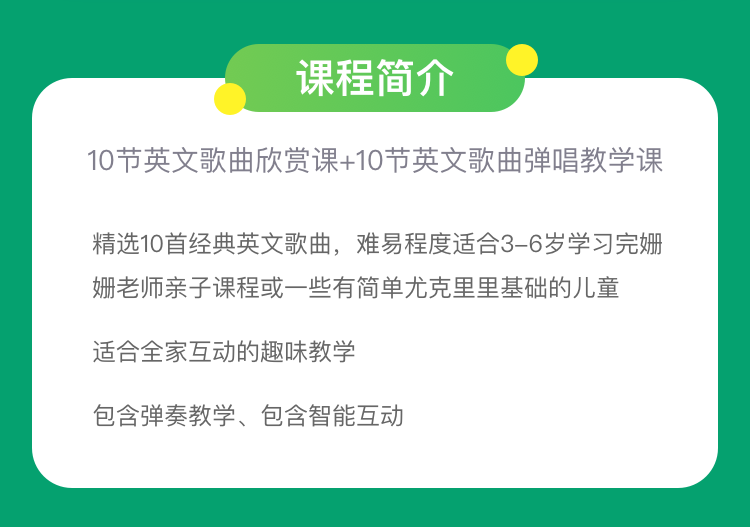 课程简介
10节英文歌曲欣赏课+10节英文歌曲弹唱教学课
精选10首经典英文歌曲，难易程度适合3-6岁学习完姗
姗老师亲子课程或一些有简单尤克里里基础的儿童
适合全家互动的趣味教学
包含弹奏教学、包含智能互动